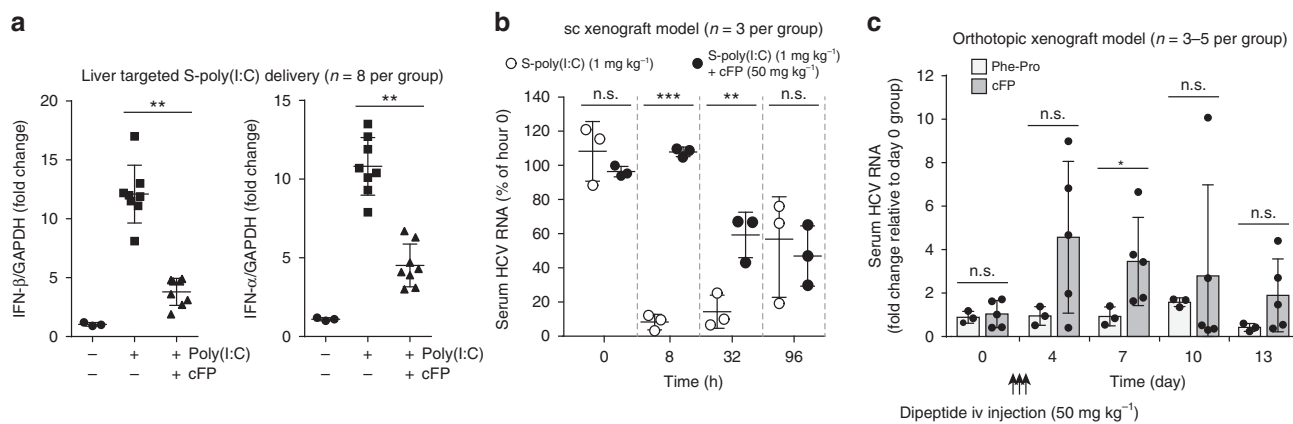 a
Liver targeted S-poly(I:C) delivery (n = 8 per group)
IFN-β/GAPDH (fold change)
20
15
10
5
0
**
– + + Poly(I:C)
– – + cFP
IFN-α/GAPDH (fold change)
15
10
5
0
**
– + + Poly(I:C)
– – + cFP
b
sc xenograft model (n = 3 per group)
S-poly(I:C) (1 mg kg⁻¹)
S-poly(I:C) (1 mg kg⁻¹)
+ cFP (50 mg kg⁻¹)
Serum HCV RNA (% of hour 0)
140
120
100
80
60
40
20
0
n.s. *** ** n.s.
0 8 32 96
Time (h)
c
Orthotopic xenograft model (n = 3–5 per group)
Phe-Pro
cFP
Serum HCV RNA
(fold change relative to day 0 group)
12
10
8
6
4
2
0
n.s. n.s. * n.s. n.s.
0 4 7 10 13
Time (day)
Dipeptide iv injection (50 mg kg⁻¹)